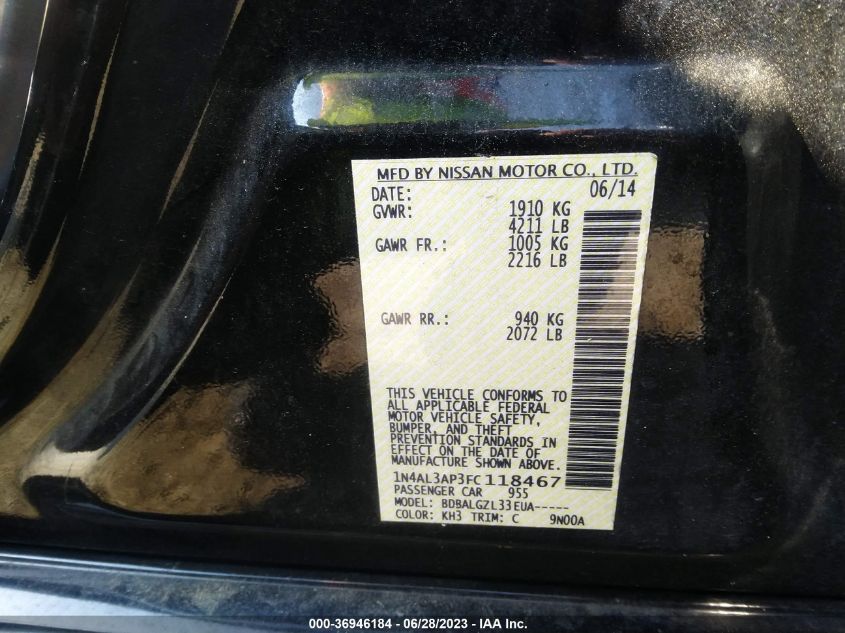 MFD BY NISSAN MOTOR CO., LTD.
DATE: 06/14
GVWR: 1910 KG
4211 LB
GAWR FR.: 1005 KG
2216 LB
GAWR RR.: 940 KG
2072 LB
THIS VEHICLE CONFORMS TO
ALL APPLICABLE FEDERAL
MOTOR VEHICLE SAFETY,
BUMPER, AND THEFT
PREVENTION STANDARDS IN
EFFECT ON THE DATE OF
MANUFACTURE SHOWN ABOVE.
1N4AL3AP3FC118467
PASSENGER CAR 955
MODEL: BDBALGZL33EUA-----
COLOR: KH3 TRIM: C 9N00A
000-36946184 - 06/28/2023 - IAA Inc.